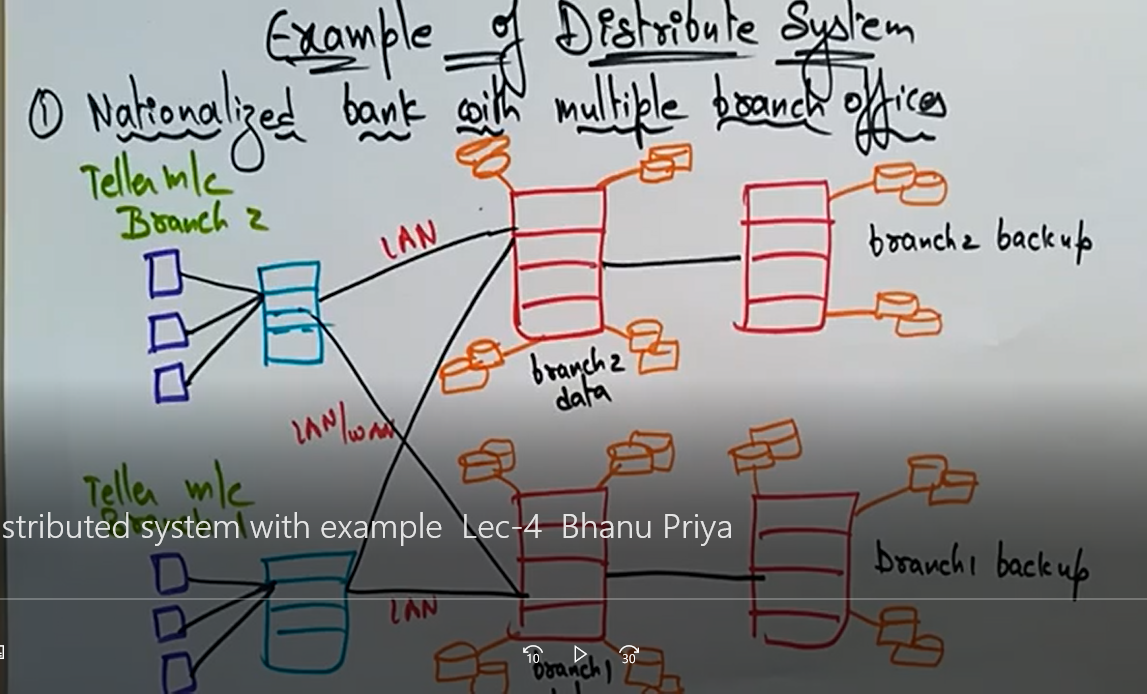 Example of Distribute System
① Nationalized bank with multiple branch offices
Teller m/c
Branch 2
LAN
branch2 backup
branch2
data
LAN/WAN
Teller m/c
stributed system with example Lec-4 Bhanu Priya
branch1 backup
LAN
10
30
branch1